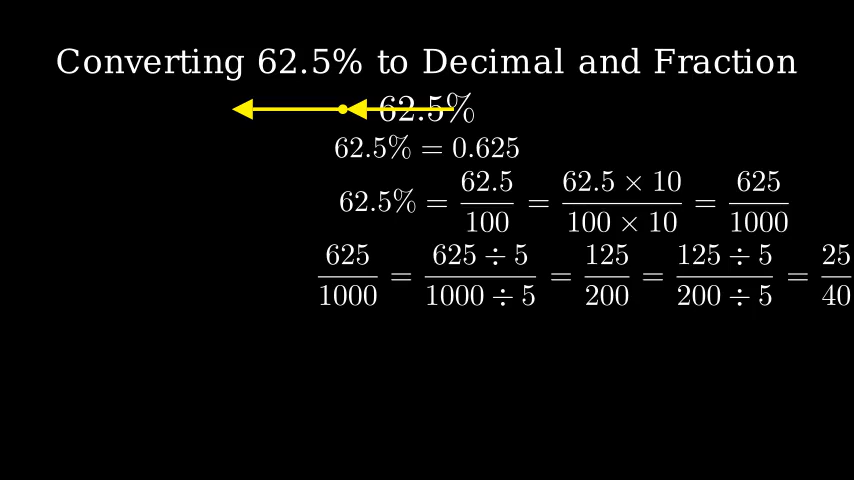 Converting 62.5% to Decimal and Fraction
62.5%
62.5% = 0.625
62.5% = 62.5/100 = 62.5 × 10/100 × 10 = 625/1000
625/1000 = 625 ÷ 5/1000 ÷ 5 = 125/200 = 125 ÷ 5/200 ÷ 5 = 25/40